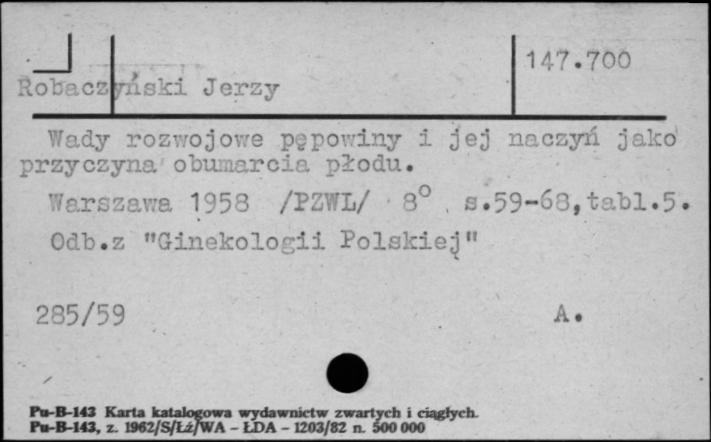 147.700
Robaczyński Jerzy
Wady rozwojowe pępowiny i jej naczyń jako
przyczyna obumarcia płodu.
Warszawa 1958 /PZWL/ 8° s.59-68,tabl.5.
Odb.z "Ginekologii Polskiej"
285/59 A.
Pu-B-143 Karta katalogowa wydawnictw zwartych i ciągłych.
Pu-B-143, z. 1962/S/Łź/WA - ŁDA - 1203/82 n. 500 000